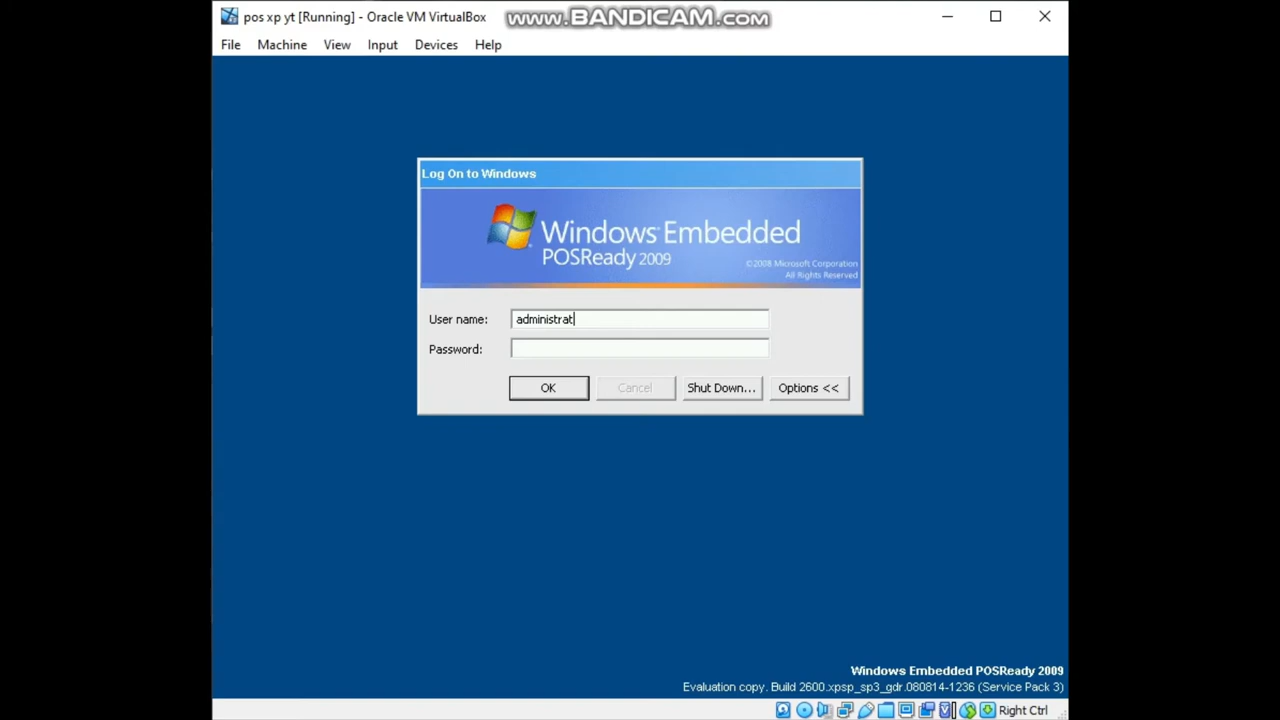 pos xp yt [Running] - Oracle VM VirtualBox
www.BANDICAM.com
File Machine View Input Devices Help
Log On to Windows
Windows Embedded
POSReady 2009
©2008 Microsoft Corporation
All Rights Reserved
User name: administrat
Password:
OK Cancel Shut Down... Options <<
Windows Embedded POSReady 2009
Evaluation copy. Build 2600.xpsp_sp3_gdr.080814-1236 (Service Pack 3)
Right Ctrl